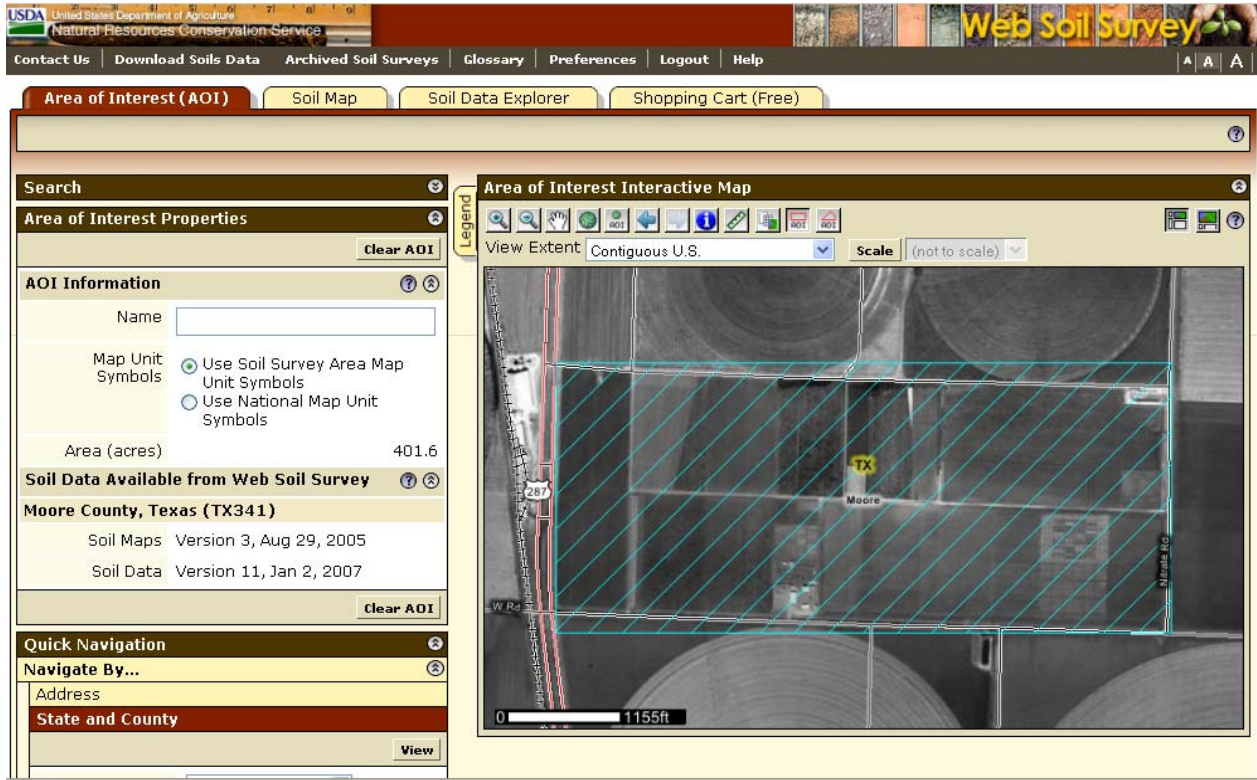 USDA United States Department of Agriculture
Natural Resources Conservation Service
Web Soil Survey
Contact Us Download Soils Data Archived Soil Surveys Glossary Preferences Logout Help A A A
Area of Interest (AOI) Soil Map Soil Data Explorer Shopping Cart (Free)
Search
Area of Interest Properties
Clear AOI
AOI Information
Name
Map Unit Symbols
Use Soil Survey Area Map
Unit Symbols
Use National Map Unit
Symbols
Area (acres) 401.6
Soil Data Available from Web Soil Survey
Moore County, Texas (TX341)
Soil Maps Version 3, Aug 29, 2005
Soil Data Version 11, Jan 2, 2007
Clear AOI
Quick Navigation
Navigate By...
Address
State and County
View
Legend
Area of Interest Interactive Map
AOI AOI AOI
View Extent Contiguous U.S. Scale (not to scale)
TX
287
Moore
W Rd
0 1155ft